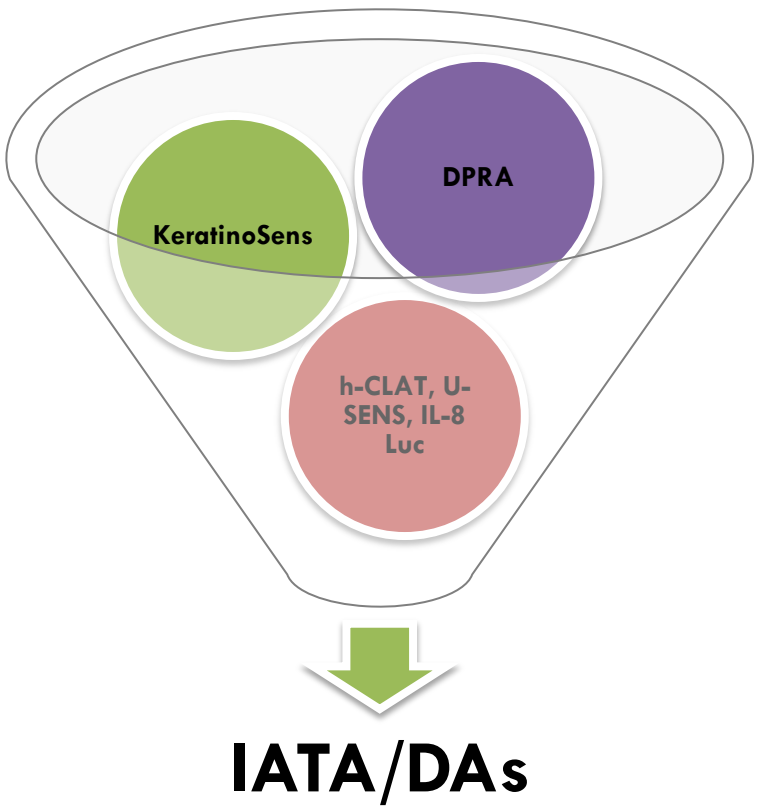 DPRA
KeratinoSens
h-CLAT, U-
SENS, IL-8
Luc
IATA/DAs